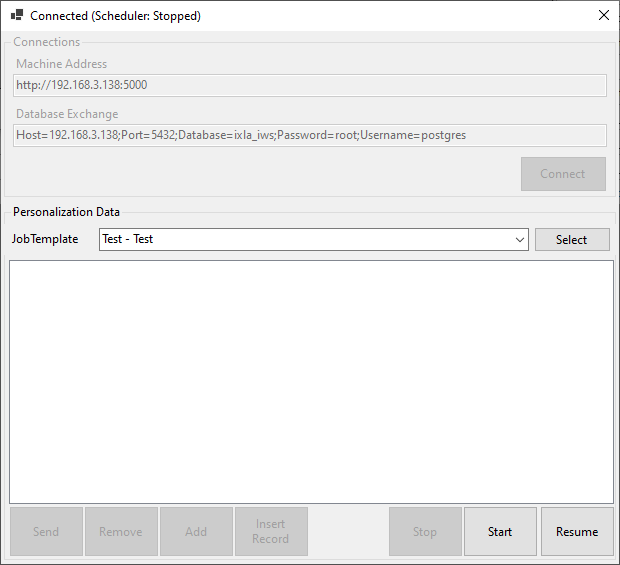 Connected (Scheduler: Stopped)
Connections
Machine Address
http://192.168.3.138:5000
Database Exchange
Host=192.168.3.138;Port=5432;Database=ixla_iws;Password=root;Username=postgres
Connect
Personalization Data
JobTemplate Test - Test Select
Send Remove Add Insert Record Stop Start Resume